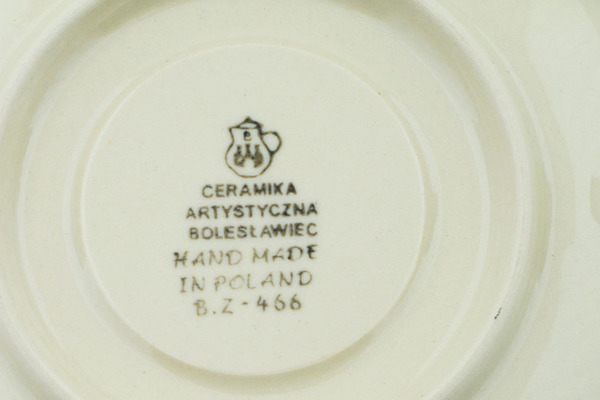 CERAMIKA
ARTYSTYCZNA
BOLESŁAWIEC
HAND MADE
IN POLAND
B.Z-466